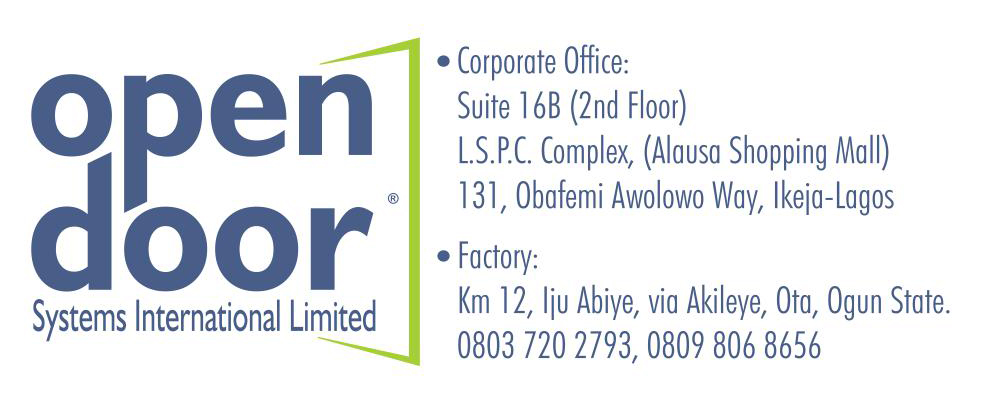 open
door®
Systems International Limited
• Corporate Office:
Suite 16B (2nd Floor)
L.S.P.C. Complex, (Alausa Shopping Mall)
131, Obafemi Awolowo Way, Ikeja-Lagos
• Factory:
Km 12, Iju Abiye, via Akileye, Ota, Ogun State.
0803 720 2793, 0809 806 8656